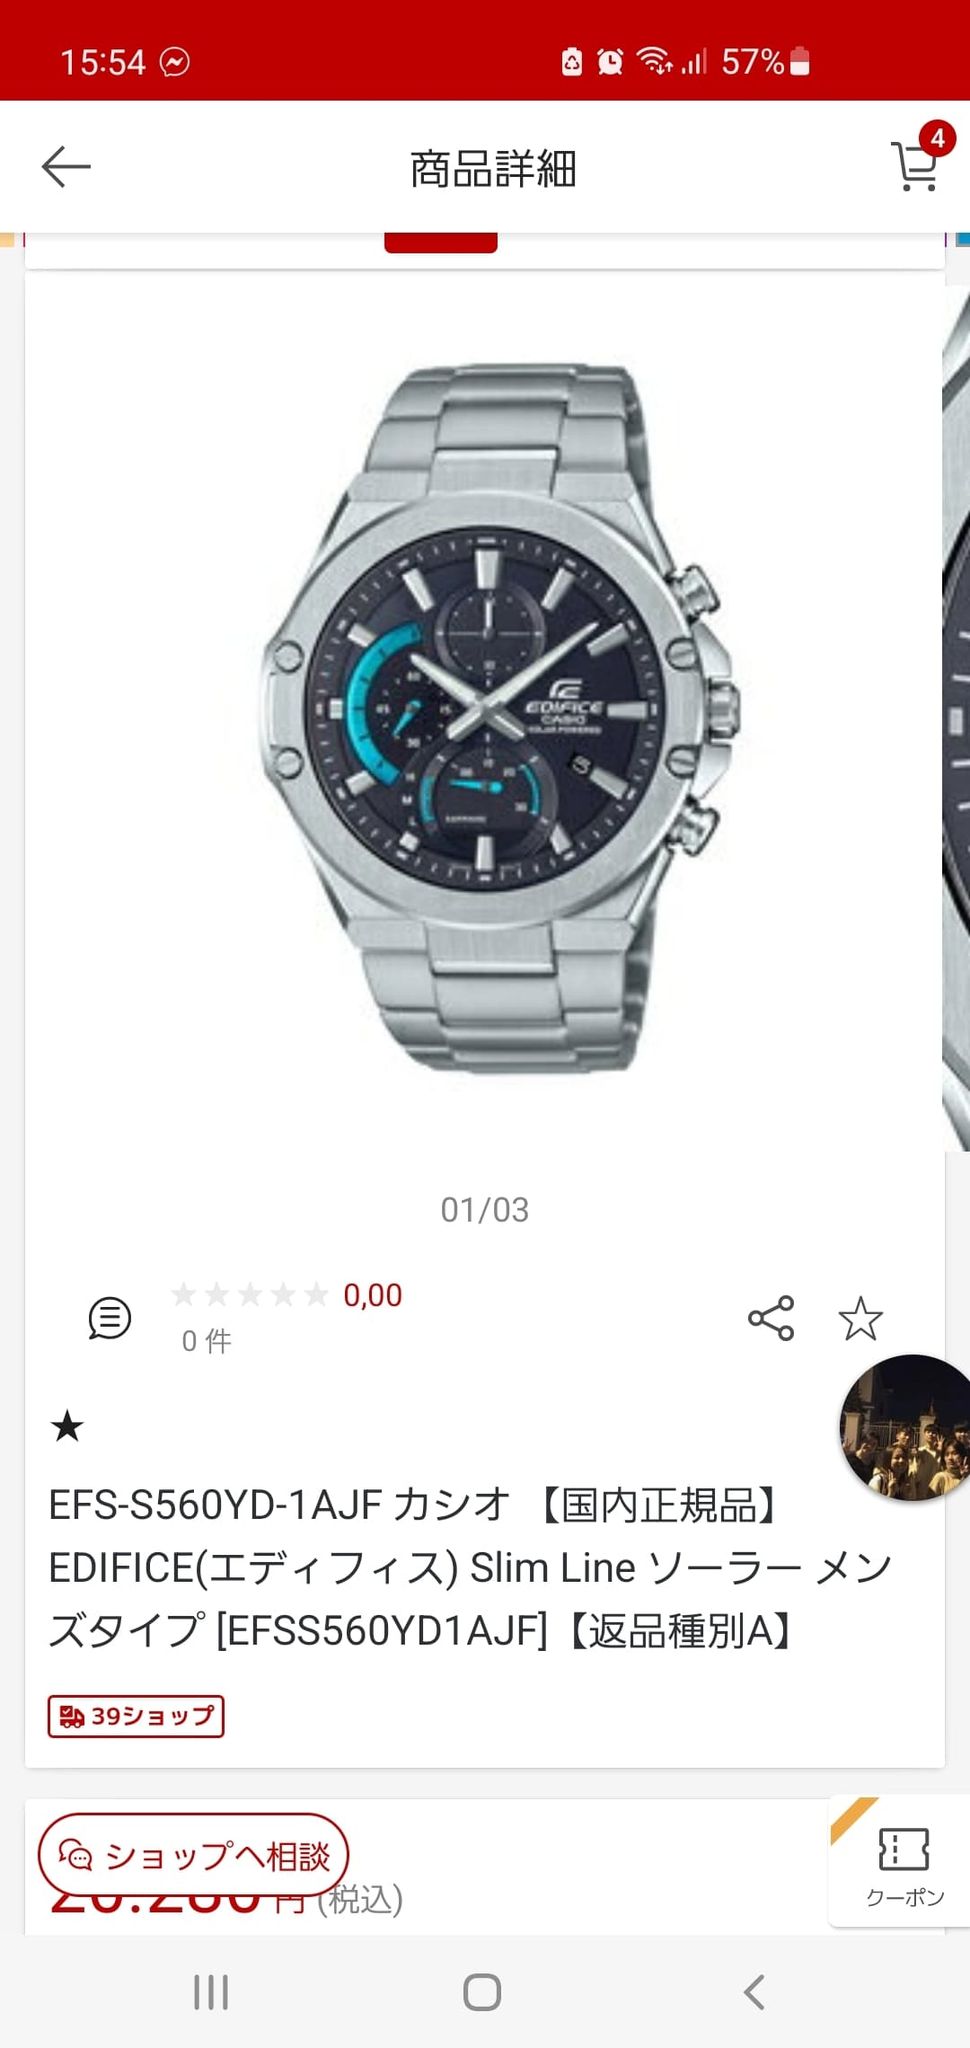 15:54
57%
商品詳細
4
EDIFICE
CASIO
SOLAR POWERED
5
01/03
0,00
0 件
★
EFS-S560YD-1AJF カシオ 【国内正規品】
EDIFICE(エディフィス) Slim Line ソーラー メン
ズタイプ [EFSS560YD1AJF]【返品種別A】
39ショップ
ショップへ相談
円 (税込)
クーポン